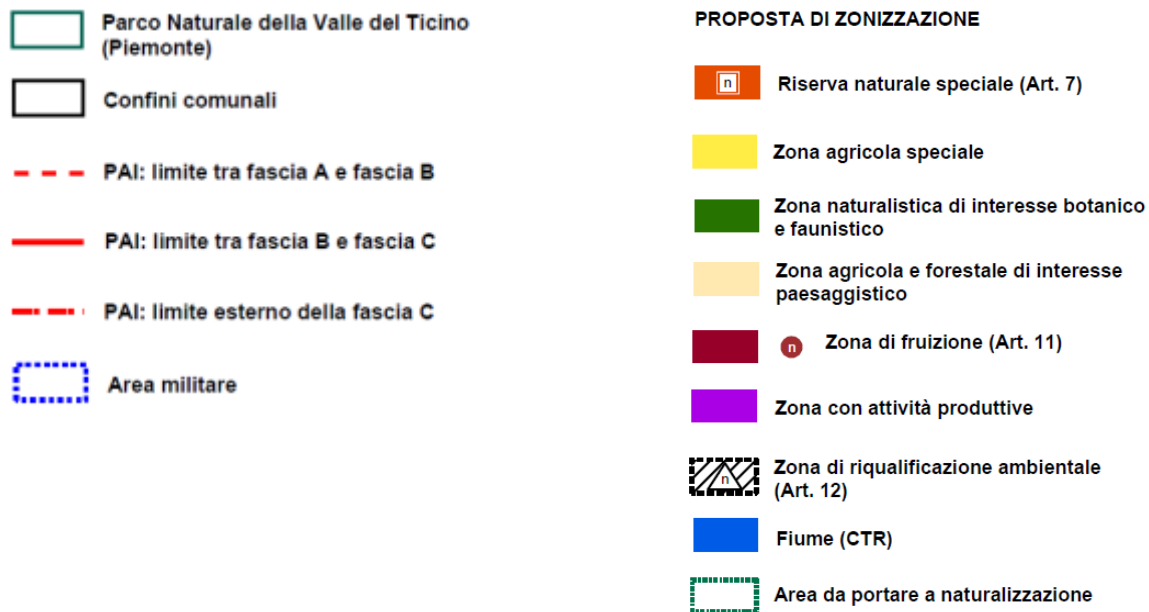 Parco Naturale della Valle del Ticino
(Piemonte)
Confini comunali
PAI: limite tra fascia A e fascia B
PAI: limite tra fascia B e fascia C
PAI: limite esterno della fascia C
Area militare
PROPOSTA DI ZONIZZAZIONE
n
Riserva naturale speciale (Art. 7)
Zona agricola speciale
Zona naturalistica di interesse botanico
e faunistico
Zona agricola e forestale di interesse
paesaggistico
n
Zona di fruizione (Art. 11)
Zona con attività produttive
n
Zona di riqualificazione ambientale
(Art. 12)
Fiume (CTR)
Area da portare a naturalizzazione